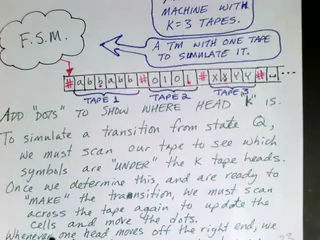 MACHINE WITH
K=3 TAPES.
F.S.M.
A TM WITH ONE TAPE
TO SIMULATE IT.
# a b b a b b # 0 1 0 1 # X Y Y # ␣ ...
TAPE 1 TAPE 2 TAPE 3
ADD "DOTS" TO SHOW WHERE HEAD "K" IS.
To simulate a transition from state Q,
we must scan our tape to see which
symbols are "UNDER" the K tape heads.
Once we determine this, and are ready to
"MAKE" the transition, we must scan
across the tape again to update the
cells and move the dots.
Whenever one head moves off the right end, we